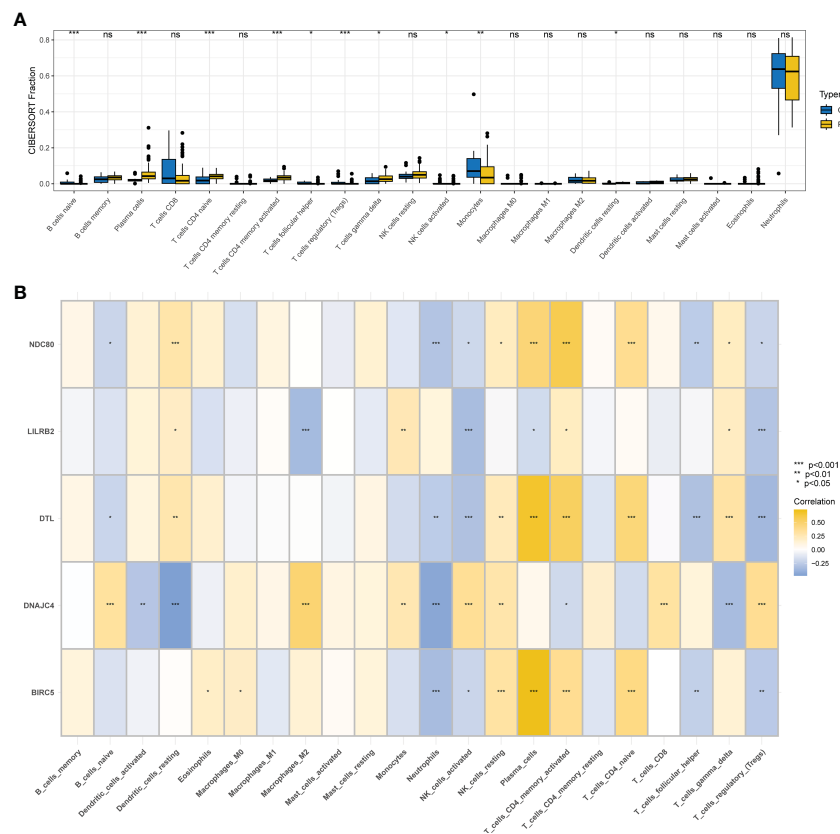 A
*** ns *** ns *** ns *** * *** * ns * ** ns ns ns * ns ns ns ns ns
0.8
0.6
0.4
0.2
0.0
CIBERSORT Fraction
Type
B cells naive
B cells memory
Plasma cells
T cells CD8
T cells CD4 naive
T cells CD4 memory resting
T cells CD4 memory activated
T cells follicular helper
T cells regulatory (Tregs)
T cells gamma delta
NK cells resting
NK cells activated
Monocytes
Macrophages M0
Macrophages M1
Macrophages M2
Dendritic cells resting
Dendritic cells activated
Mast cells resting
Mast cells activated
Eosinophils
Neutrophils
B
NDC80 * *** *** * * *** *** *** ** * *
LILRB2 * *** ** *** * * * ***
DTL * ** ** *** ** *** *** *** *** *** ***
DNAJC4 *** ** *** *** ** *** *** ** * *** *** ***
BIRC5 * * *** * *** *** *** *** ** **
*** p<0.001
** p<0.01
* p<0.05
Correlation
0.50
0.25
0.00
−0.25
B_cells_memory
B_cells_naive
Dendritic_cells_activated
Dendritic_cells_resting
Eosinophils
Macrophages_M0
Macrophages_M1
Macrophages_M2
Mast_cells_activated
Mast_cells_resting
Monocytes
Neutrophils
NK_cells_activated
NK_cells_resting
Plasma_cells
T_cells_CD4_memory_activated
T_cells_CD4_memory_resting
T_cells_CD4_naive
T_cells_CD8
T_cells_follicular_helper
T_cells_gamma_delta
T_cells_regulatory_(Tregs)